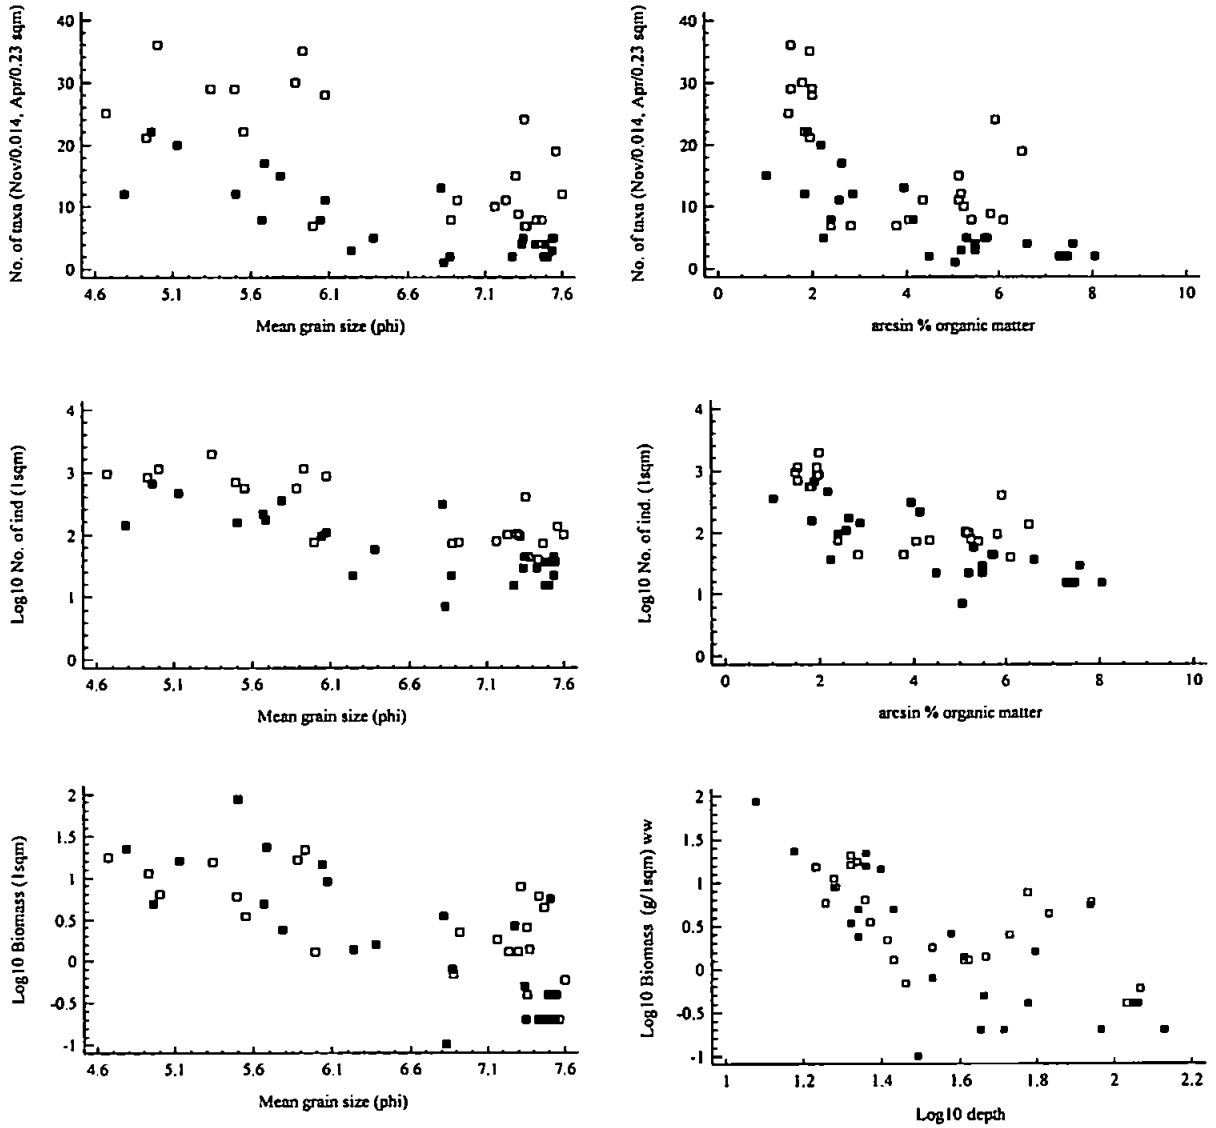 No. of taxa (Nov/0.014, Apr/0.23 sqm)
40
30
20
10
0
4.6 5.1 5.6 6.1 6.6 7.1 7.6
Mean grain size (phi)
No. of taxa (Nov/0.014, Apr/0.23 sqm)
40
30
20
10
0
0 2 4 6 8 10
arcsin % organic matter
Log10 No. of ind (1sqm)
4
3
2
1
0
4.6 5.1 5.6 6.1 6.6 7.1 7.6
Mean grain size (phi)
Log10 No. of ind. (1sqm)
4
3
2
1
0
0 2 4 6 8 10
arcsin % organic matter
Log10 Biomass (1sqm)
2
1.5
1
0.5
0
-0.5
-1
4.6 5.1 5.6 6.1 6.6 7.1 7.6
Mean grain size (phi)
Log10 Biomass (g/1sqm) ww
2
1.5
1
0.5
0
-0.5
-1
1 1.2 1.4 1.6 1.8 2 2.2
Log10 depth